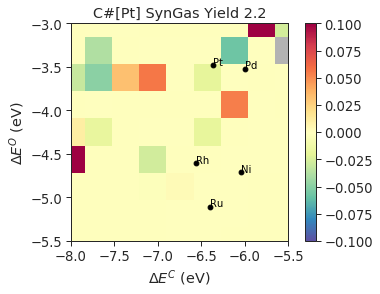 C#[Pt] SynGas Yield 2.2
−3.0
−3.5
−4.0
−4.5
−5.0
−5.5
ΔE^O (eV)
Pt
Pd
Rh
Ni
Ru
−8.0 −7.5 −7.0 −6.5 −6.0 −5.5
ΔE^C (eV)
0.100
0.075
0.050
0.025
0.000
−0.025
−0.050
−0.075
−0.100